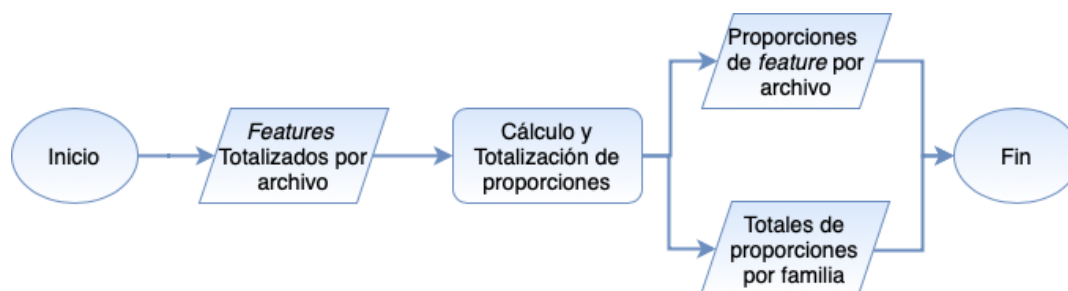 Inicio
Features
Totalizados por
archivo
Cálculo y
Totalización de
proporciones
Proporciones
de feature por
archivo
Totales de
proporciones
por familia
Fin